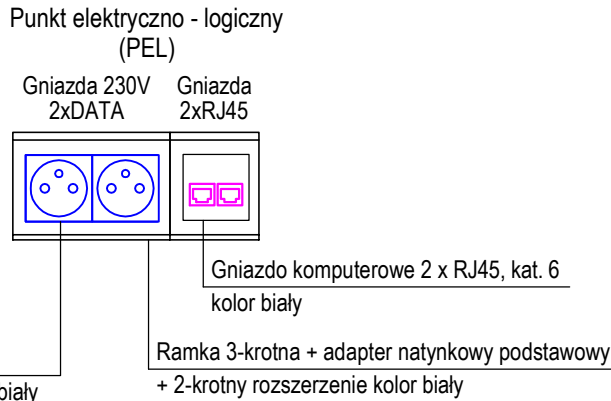 Punkt elektryczno - logiczny
(PEL)
Gniazda 230V
2xDATA
Gniazda
2xRJ45
Gniazdo komputerowe 2 x RJ45, kat. 6
kolor biały
Ramka 3-krotna + adapter natynkowy podstawowy
+ 2-krotny rozszerzenie kolor biały
biały